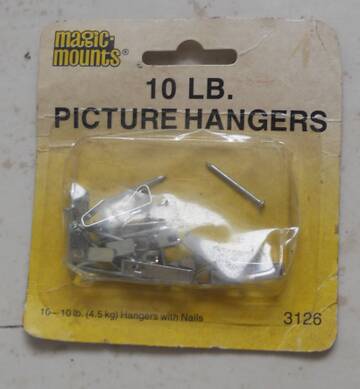 magic
mounts®
10 LB.
PICTURE HANGERS
10—10 lb. (4.5 kg) Hangers with Nails
3126